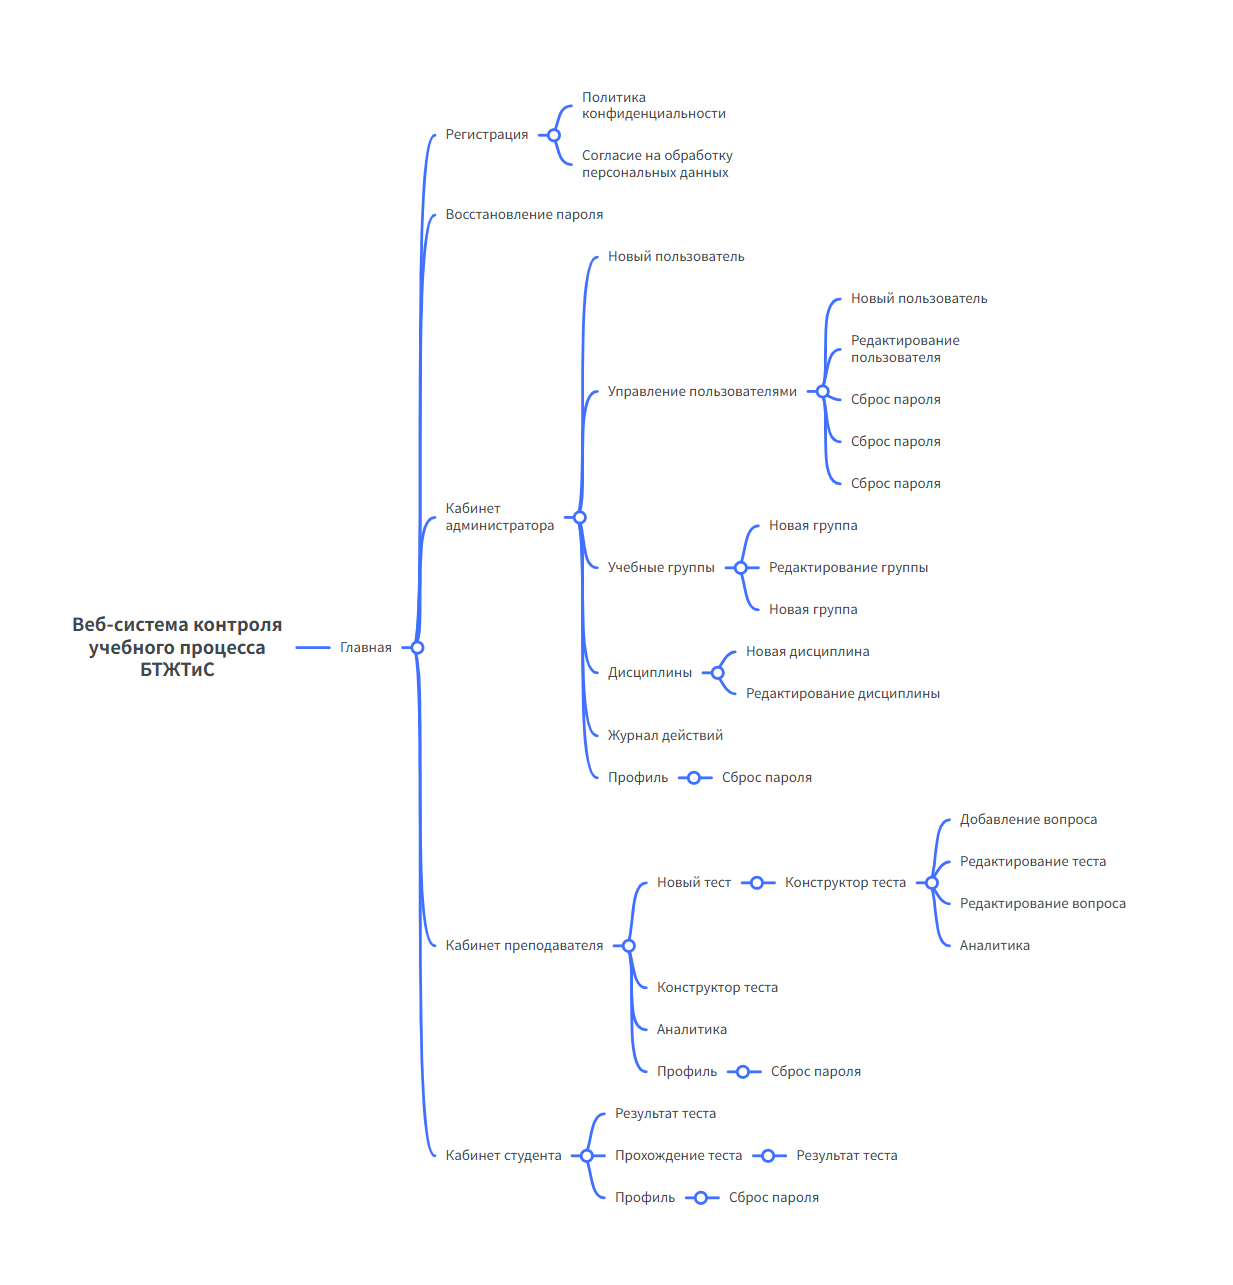 Веб-система контроля
учебного процесса
БТЖТиС
Главная
Регистрация
Политика
конфиденциальности
Согласие на обработку
персональных данных
Восстановление пароля
Кабинет
администратора
Новый пользователь
Управление пользователями
Новый пользователь
Редактирование
пользователя
Сброс пароля
Сброс пароля
Сброс пароля
Учебные группы
Новая группа
Редактирование группы
Новая группа
Дисциплины
Новая дисциплина
Редактирование дисциплины
Журнал действий
Профиль
Сброс пароля
Кабинет преподавателя
Новый тест
Конструктор теста
Добавление вопроса
Редактирование теста
Редактирование вопроса
Аналитика
Конструктор теста
Аналитика
Профиль
Сброс пароля
Кабинет студента
Результат теста
Прохождение теста
Результат теста
Профиль
Сброс пароля